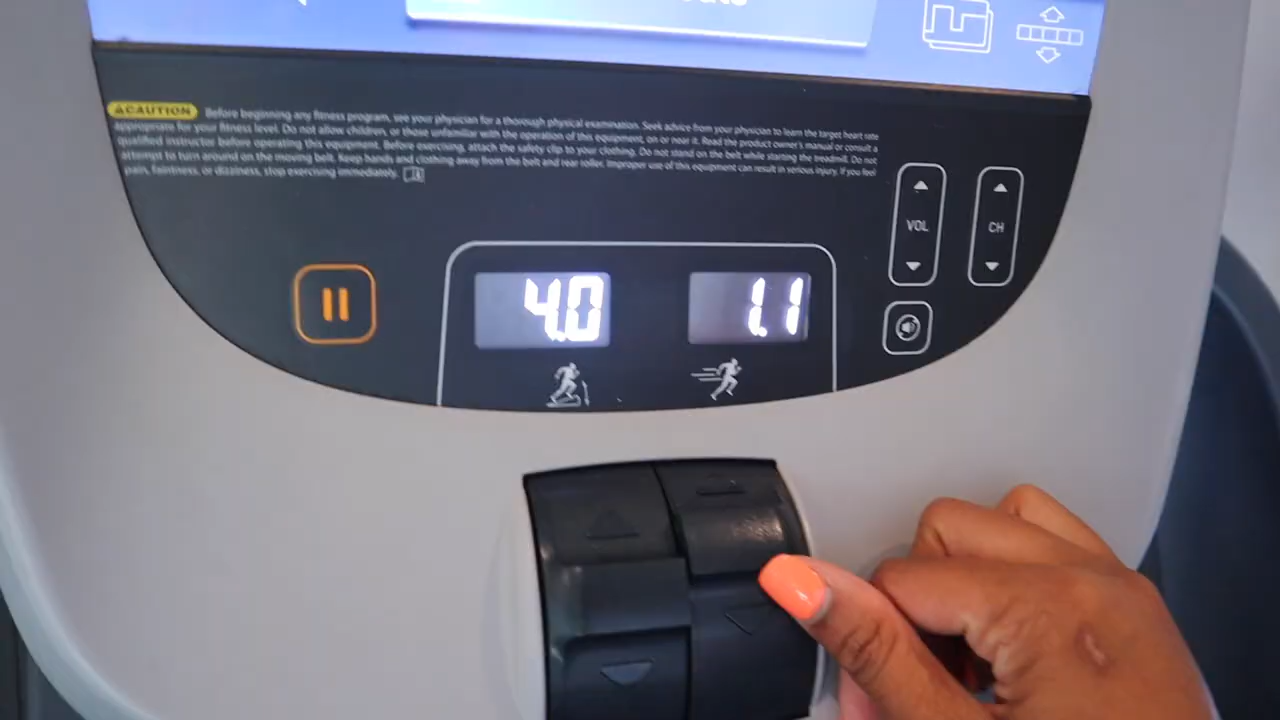 ⚠CAUTION Before beginning any fitness program, see your physician for a thorough physical examination. Seek advice from your physician to learn the target heart rate
appropriate for your fitness level. Do not allow children, or those unfamiliar with the operation of this equipment, on or near it. Read the product owner's manual or consult a
qualified instructor before operating this equipment. Before exercising, attach the safety clip to your clothing. Do not stand on the belt while starting the treadmill. Do not
attempt to turn around on the moving belt. Keep hands and clothing away from the belt and rear roller. Improper use of this equipment can result in serious injury. If you feel
pain, faintness, or dizziness, stop exercising immediately.
VOL
CH
4.0
1.1